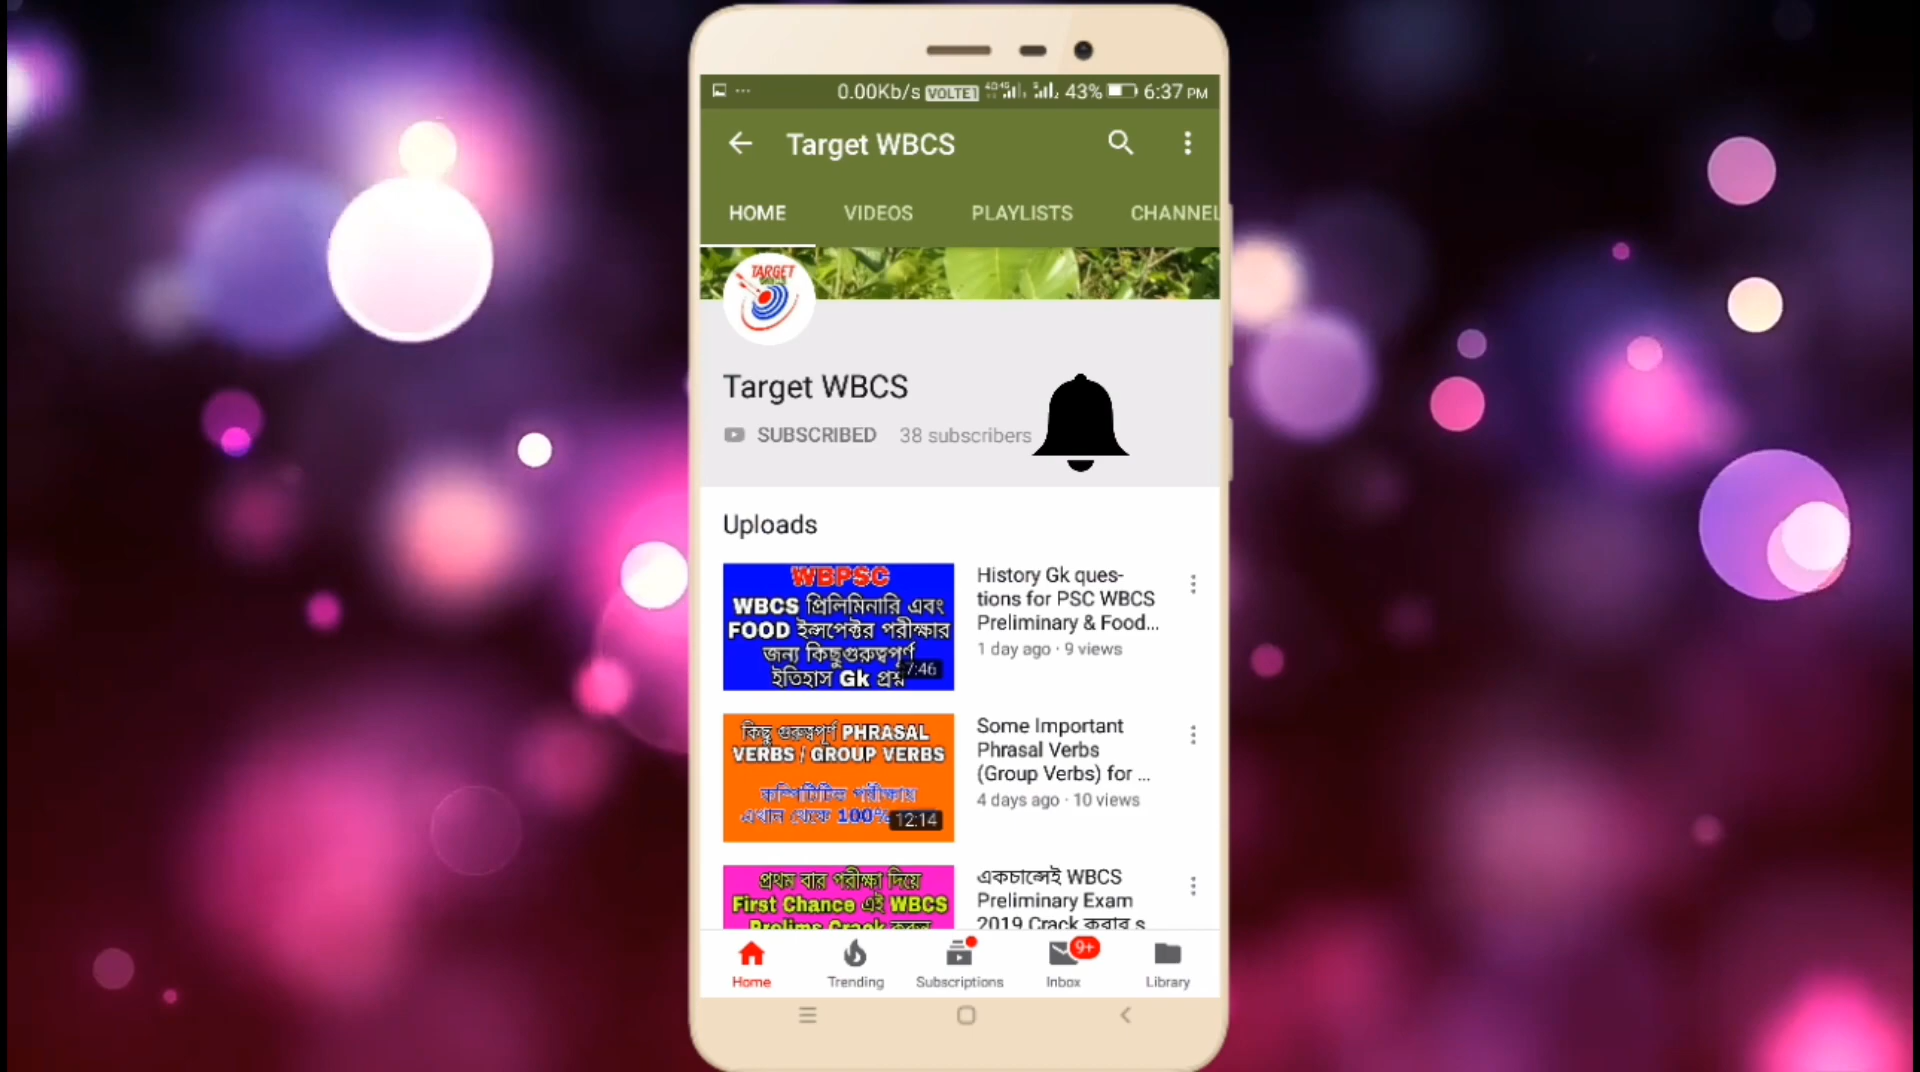 0.00Kb/s VOLTE1 43% 6:37 PM
Target WBCS
HOME VIDEOS PLAYLISTS CHANNEL
TARGET
Target WBCS
SUBSCRIBED 38 subscribers
Uploads
WBPSC
WBCS প্রিলিমিনারি এবং
FOOD ইন্সপেক্টর পরীক্ষার
জন্য কিছুগুরুত্বপূর্ণ
ইতিহাস Gk প্রশ্ন
7:46
History Gk ques-
tions for PSC WBCS
Preliminary & Food...
1 day ago · 9 views
কিছু গুরুত্বপূর্ণ PHRASAL
VERBS / GROUP VERBS
কম্পিটিটিভ পরীক্ষায়
এখান থেকে 100%
12:14
Some Important
Phrasal Verbs
(Group Verbs) for ...
4 days ago · 10 views
প্রথম বার পরীক্ষা দিয়ে
First Chance এই WBCS
Prelims Crack করুন
একচান্সেই WBCS
Preliminary Exam
2019 Crack করার s
9+
Home Trending Subscriptions Inbox Library